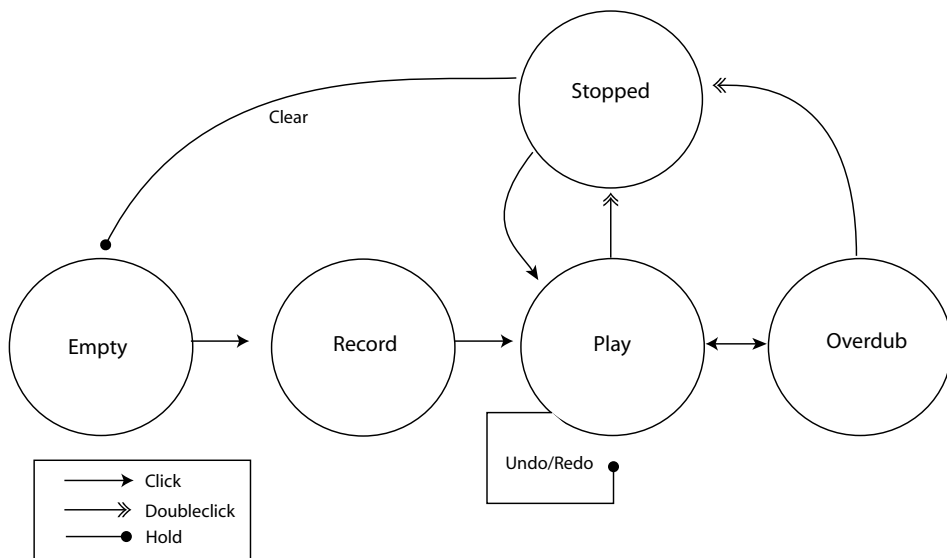 Stopped
Clear
Empty
Record
Play
Overdub
Undo/Redo
Click
Doubleclick
Hold